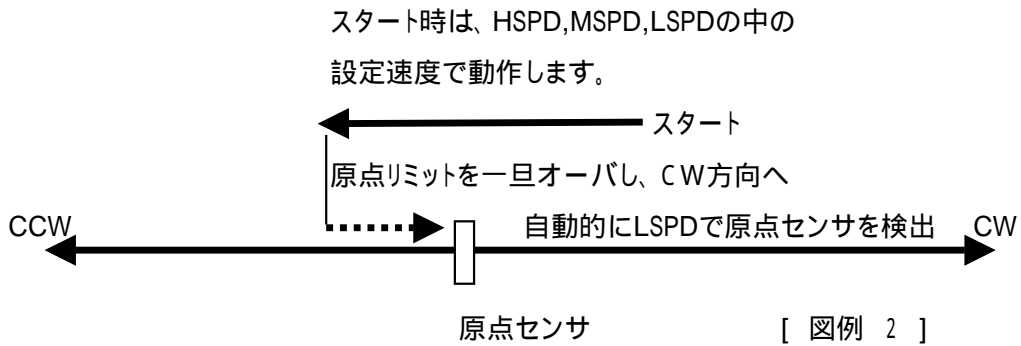 スタート時は、HSPD,MSPD,LSPDの中の
設定速度で動作します。
スタート
原点リミットを一旦オーバし、CW方向へ
CCW
自動的にLSPDで原点センサを検出
CW
原点センサ
[ 図例 2 ]